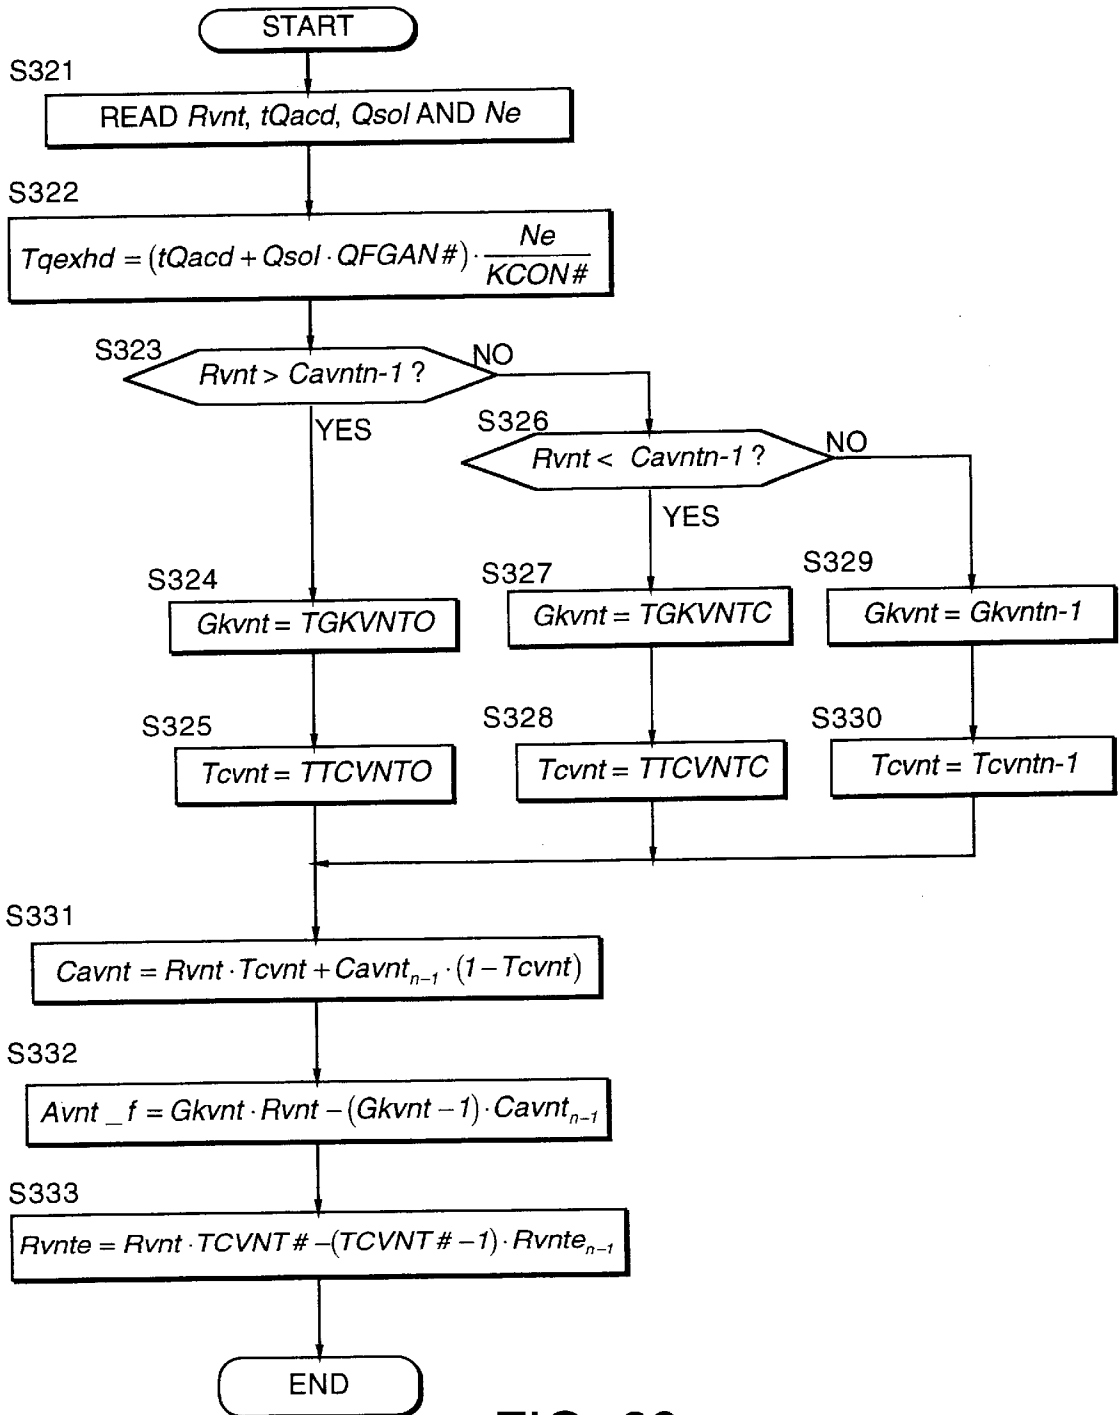 START
S321
READ Rvnt, tQacd, Qsol AND Ne
S322
Tqexhd = (tQacd + Qsol · QFGAN#) · Ne / KCON#
S323
Rvnt > Cavntn-1 ?
NO
YES
S326
Rvnt < Cavntn-1 ?
NO
YES
S324
Gkvnt = TGKVNTO
S327
Gkvnt = TGKVNTC
S329
Gkvnt = Gkvntn-1
S325
Tcvnt = TTCVNTO
S328
Tcvnt = TTCVNTC
S330
Tcvnt = Tcvntn-1
S331
Cavnt = Rvnt · Tcvnt + Cavntn-1 · (1 – Tcvnt)
S332
Avnt _ f = Gkvnt · Rvnt – (Gkvnt – 1) · Cavntn–1
S333
Rvnte = Rvnt · TCVNT # –(TCVNT # –1) · Rvnten–1
END